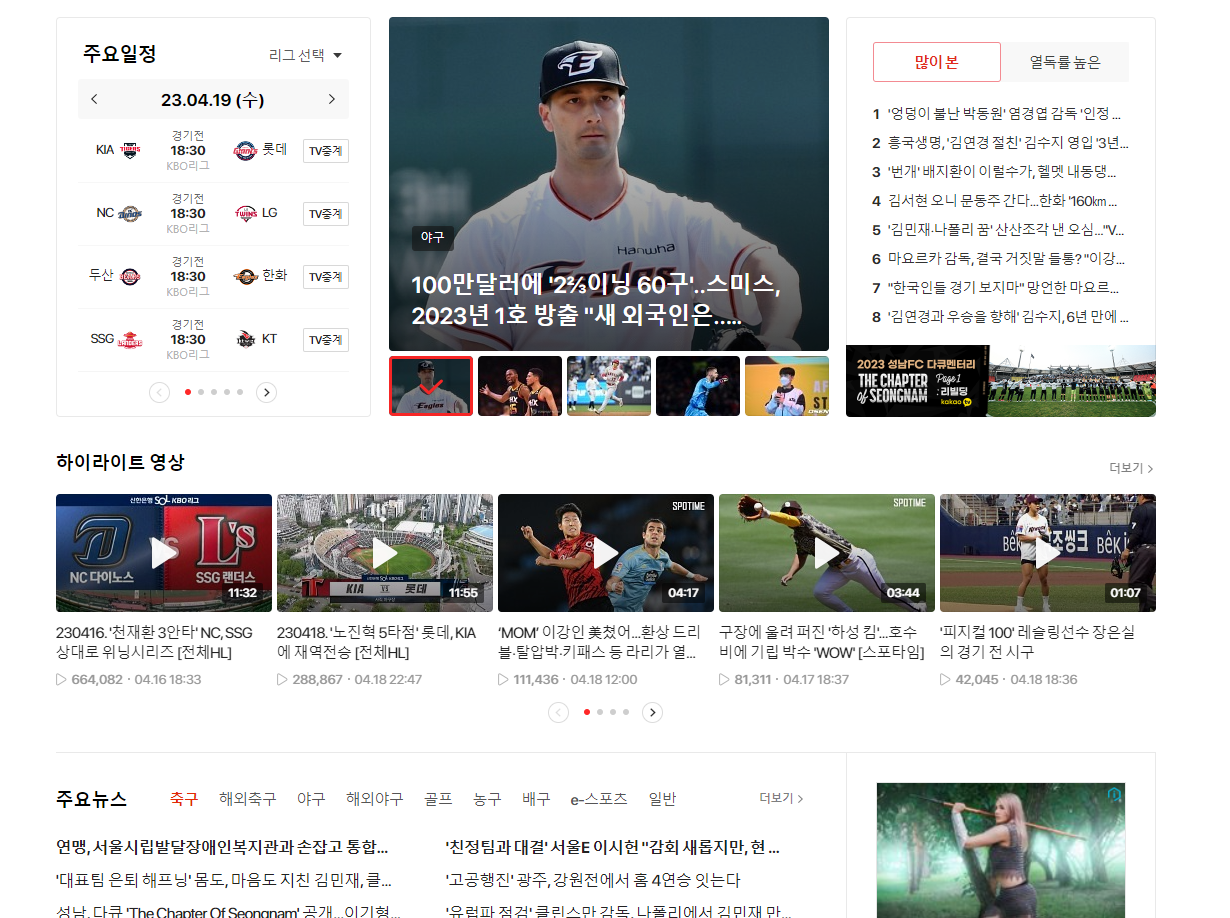 주요일정
리그 선택
23.04.19 (수)
KIA
경기전
18:30
KBO리그
롯데
TV중계
NC
경기전
18:30
KBO리그
LG
TV중계
두산
경기전
18:30
KBO리그
한화
TV중계
SSG
경기전
18:30
KBO리그
KT
TV중계
야구
Hanwha
Eagles
100만달러에 '2⅔이닝 60구'..스미스,
2023년 1호 방출 "새 외국인은…..
많이 본
열독률 높은
1 '엉덩이 불난 박동원' 염경엽 감독 '인정 ...
2 흥국생명, '김연경 절친' 김수지 영입 '3년...
3 '번개' 배지환이 이럴수가, 헬멧 내동댕...
4 김서현 오니 문동주 간다…한화 '160㎞ ...
5 '김민재·나폴리 꿈' 산산조각 낸 오심…"V...
6 마요르카 감독, 결국 거짓말 들통? "이강...
7 "한국인들 경기 보지마" 망언한 마요르...
8 '김연경과 우승을 향해' 김수지, 6년 만에 ...
2023 성남FC 다큐멘터리
THE CHAPTER
OF SEONGNAM
Page 1
: 리빌딩
kakao tv
하이라이트 영상
더보기
신한은행 SOL KBO리그
NC 다이노스
VS
SSG 랜더스
11:32
230416. '천재환 3안타' NC, SSG
상대로 위닝시리즈 [전체HL]
664,082 · 04.16 18:33
KIA VS 롯데
11:55
230418. '노진혁 5타점' 롯데, KIA
에 재역전승 [전체HL]
288,867 · 04.18 22:47
SPOTIME
04:17
‘MOM’ 이강인 美쳤어...환상 드리
블·탈압박·키패스 등 라리가 열...
111,436 · 04.18 12:00
SPOTIME
03:44
구장에 울려 퍼진 '하성 킴'...호수
비에 기립 박수 'WOW' [스포타임]
81,311 · 04.17 18:37
01:07
'피지컬 100' 레슬링선수 장은실
의 경기 전 시구
42,045 · 04.18 18:36
주요뉴스
축구
해외축구
야구
해외야구
골프
농구
배구
e-스포츠
일반
더보기
연맹, 서울시립발달장애인복지관과 손잡고 통합...
'친정팀과 대결' 서울E 이시헌 "감회 새롭지만, 현 ...
'대표팀 은퇴 해프닝' 몸도, 마음도 지친 김민재, 클...
'고공행진' 광주, 강원전에서 홈 4연승 잇는다
성남, 다큐 'The Chapter Of Seongnam' 공개...이기형...
'유럽파 점검' 클린스만 감독, 나폴리에서 김민재 만...